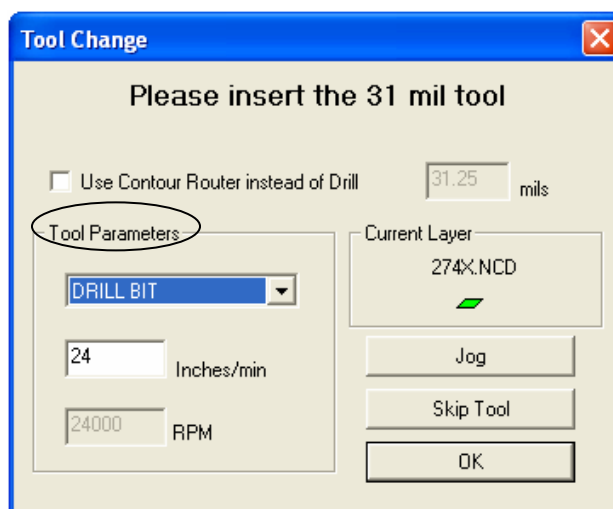 Tool Change
Please insert the 31 mil tool
Use Contour Router instead of Drill
31.25
mils
Tool Parameters
DRILL BIT
24
Inches/min
24000
RPM
Current Layer
274X.NCD
Jog
Skip Tool
OK